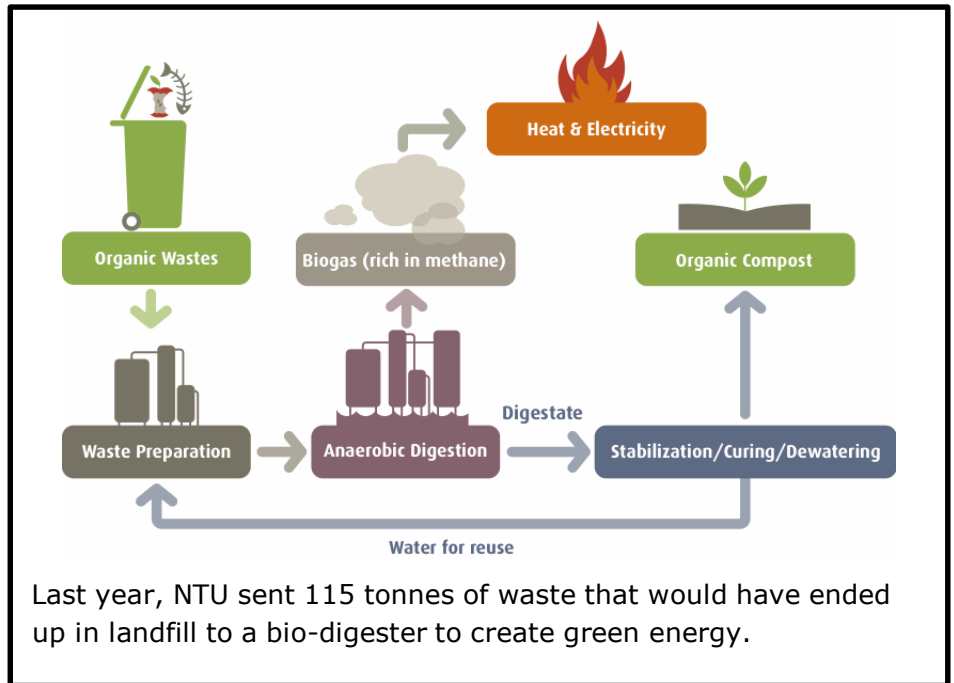 Heat & Electricity
Organic Wastes
Biogas (rich in methane)
Organic Compost
Digestate
Waste Preparation
Anaerobic Digestion
Stabilization/Curing/Dewatering
Water for reuse
Last year, NTU sent 115 tonnes of waste that would have ended
up in landfill to a bio-digester to create green energy.